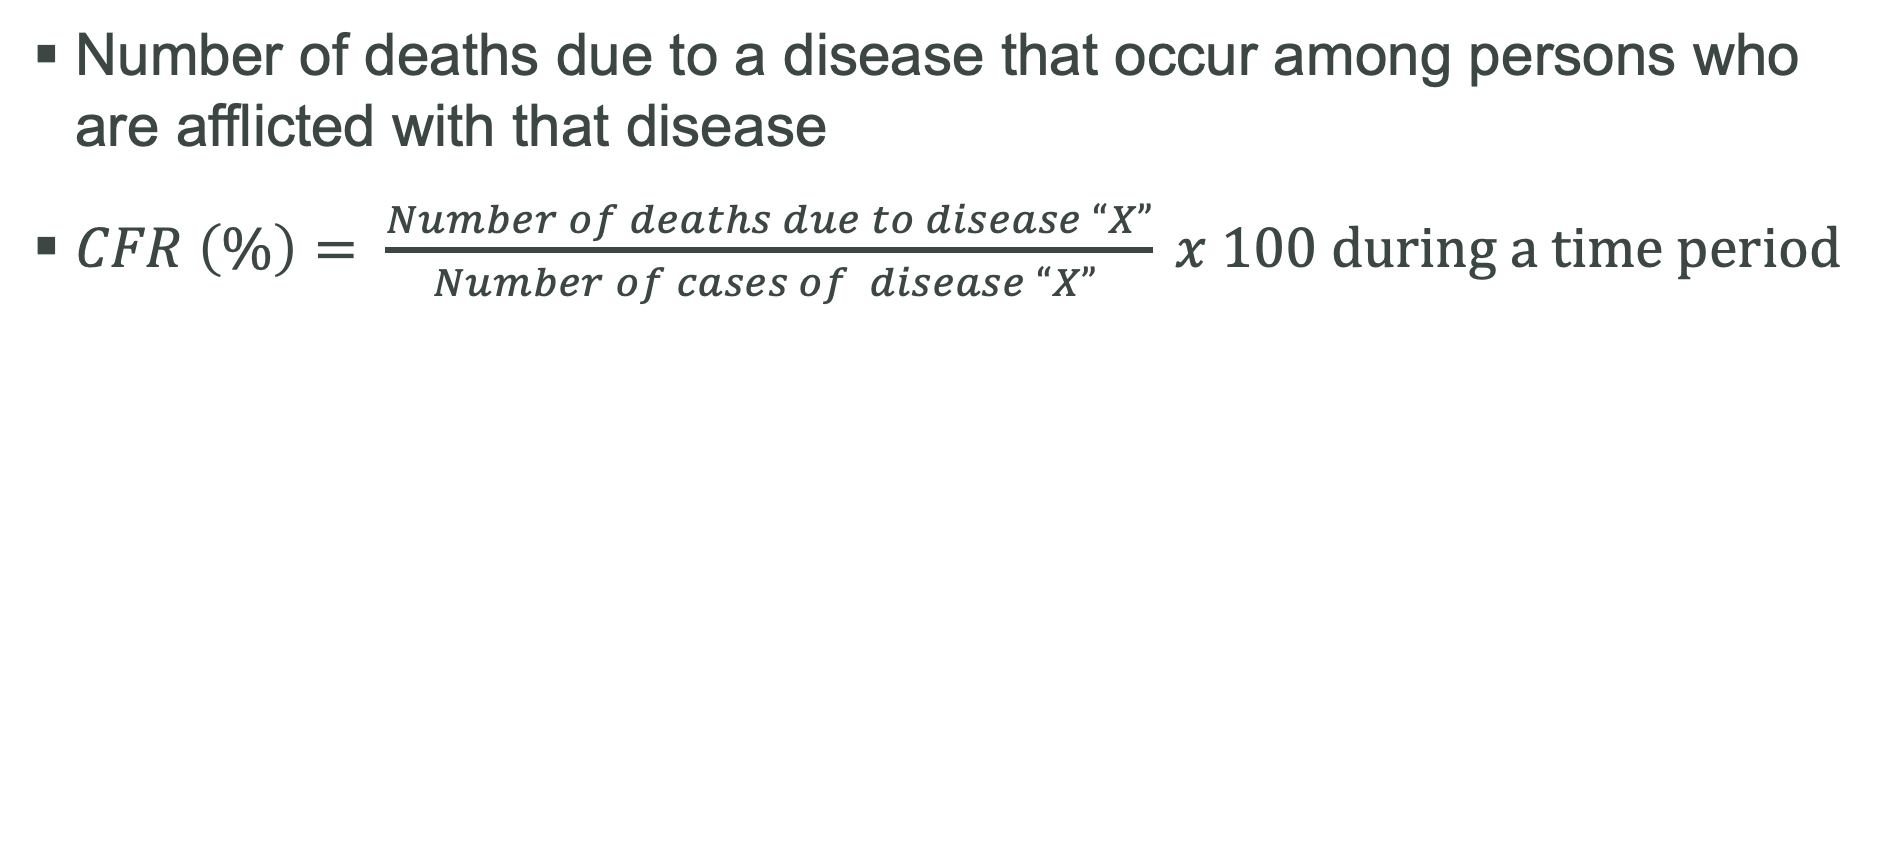 ▪ Number of deaths due to a disease that occur among persons who
are afflicted with that disease
▪ CFR (%) = Number of deaths due to disease “X” / Number of cases of disease “X” x 100 during a time period